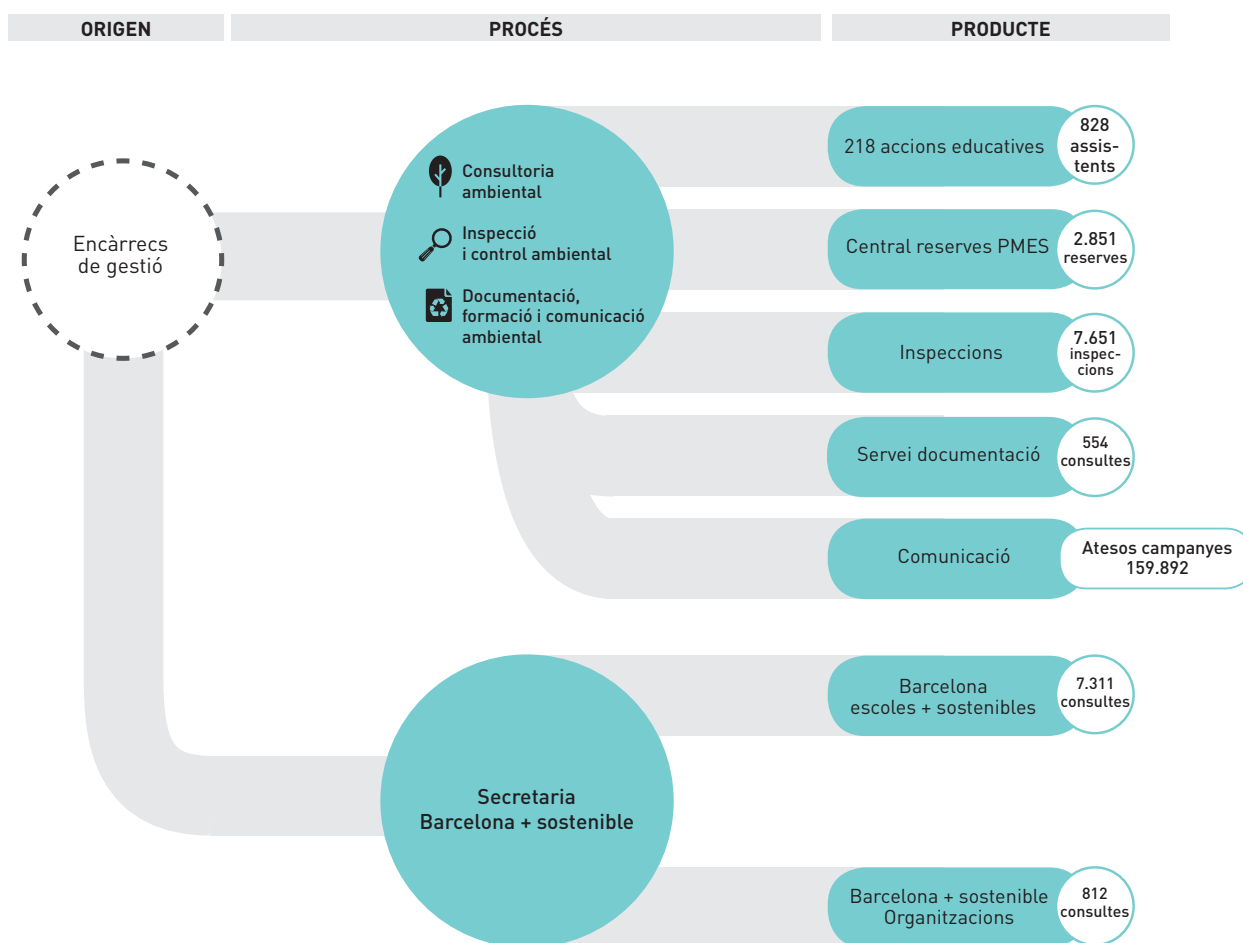 ORIGEN
PROCÉS
PRODUCTE
Encàrrecs
de gestió
Consultoria
ambiental
Inspecció
i control ambiental
Documentació,
formació i comunicació
ambiental
218 accions educatives
828
assis-
tents
Central reserves PMES
2.851
reserves
Inspeccions
7.651
inspec-
cions
Servei documentació
554
consultes
Comunicació
Atesos campanyes
159.892
Secretaria
Barcelona + sostenible
Barcelona
escoles + sostenibles
7.311
consultes
Barcelona + sostenible
Organitzacions
812
consultes